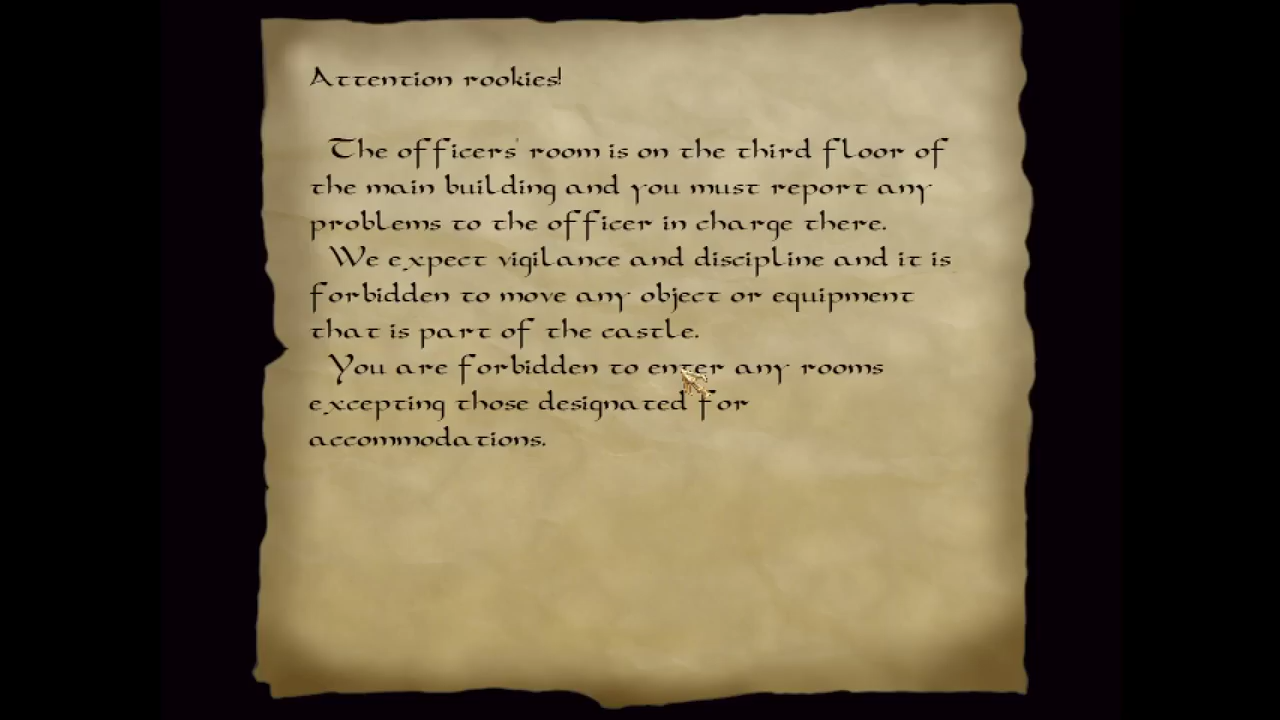 Attention rookies!
The officers' room is on the third floor of
the main building and you must report any
problems to the officer in charge there.
We expect vigilance and discipline and it is
forbidden to move any object or equipment
that is part of the castle.
You are forbidden to enter any rooms
excepting those designated for
accommodations.